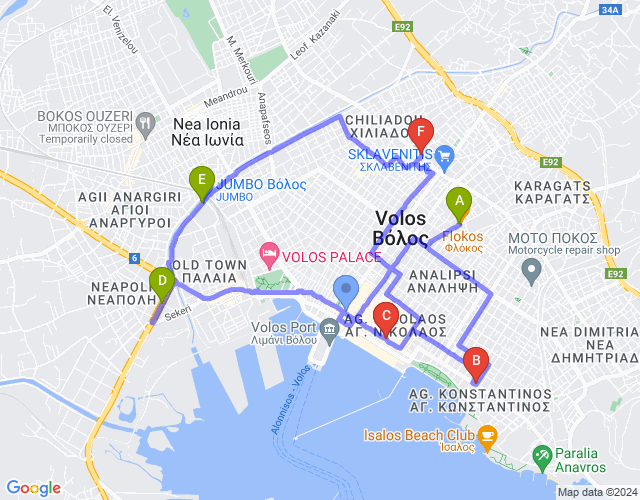 El. Venizelou
M. Merkouri
Leof. Kazanaki
E92
34A
E92
Meandrou
Anapafseos
BOKOS OUZERI
ΜΠΟΚΟΣ ΟΥΖΕΡΙ
Temporarily closed
Nea Ionia
Νέα Ιωνία
CHILIADOU
ΧΙΛΙΑΔΟΥ
F
SKLAVENITIS
ΣΚΛΑΒΕΝΙΤΗΣ
E92
E
JUMBO Βόλος
JUMBO
AGII ANARGIRI
ΑΓΙΟΙ
ΑΝΑΡΓΥΡΟΙ
KARAGATS
ΚΑΡΑΓΑΤΣ
A
Volos
Βόλος
Flokos
Φλόκος
ΜΟΤΟ ΠΟΚΟΣ
Motorcycle repair shop
VOLOS PALACE
6
OLD TOWN
ΠΑΛΑΙΑ
ANALIPSI
ΑΝΑΛΗΨΗ
E92
D
NEAPOLI
ΝΕΑΠΟΛΗ
Sekeri
Volos Port
Λιμάνι Βόλου
AG. NIKOLAOS
ΑΓ. ΝΙΚΟΛΑΟΣ
C
NEA DIMITRIA
ΝΕΑ
ΔΗΜΗΤΡΙΑΔ
B
Alonnisos - Volos
AG. KONSTANTINOS
ΑΓ. ΚΩΝΣΤΑΝΤΙΝΟΣ
Isalos Beach Club
Ίσαλος
Paralia
Anavros
Google
Map data ©2024